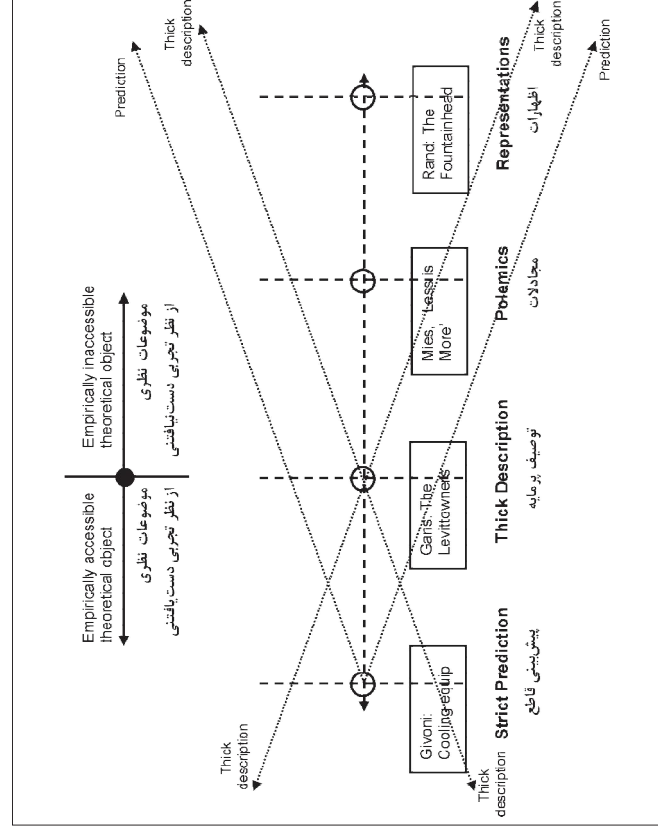 Empirically accessible
theoretical object
موضوعات نظری
از نظر تجربی دست‌یافتنی
Empirically inaccessible
theoretical object
موضوعات نظری
از نظر تجربی دست‌نیافتنی
Thick
description
Prediction
Prediction
Thick
description
Thick
description
Thick
description
Givoni:
Cooling equip
Strict Prediction
پیش‌بینی قاطع
Gans: The
Levittowners
Thick Description
توصیف پرمایه
Mies, 'Less is
More'
Polemics
مجادلات
Rand: The
Fountainhead
Representations
اظهارات